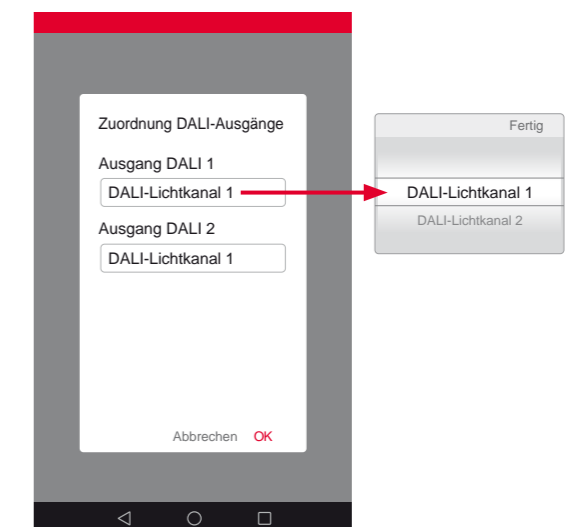 Zuordnung DALI-Ausgänge
Ausgang DALI 1
DALI-Lichtkanal 1
Ausgang DALI 2
DALI-Lichtkanal 1
Abbrechen OK
Fertig
DALI-Lichtkanal 1
DALI-Lichtkanal 2